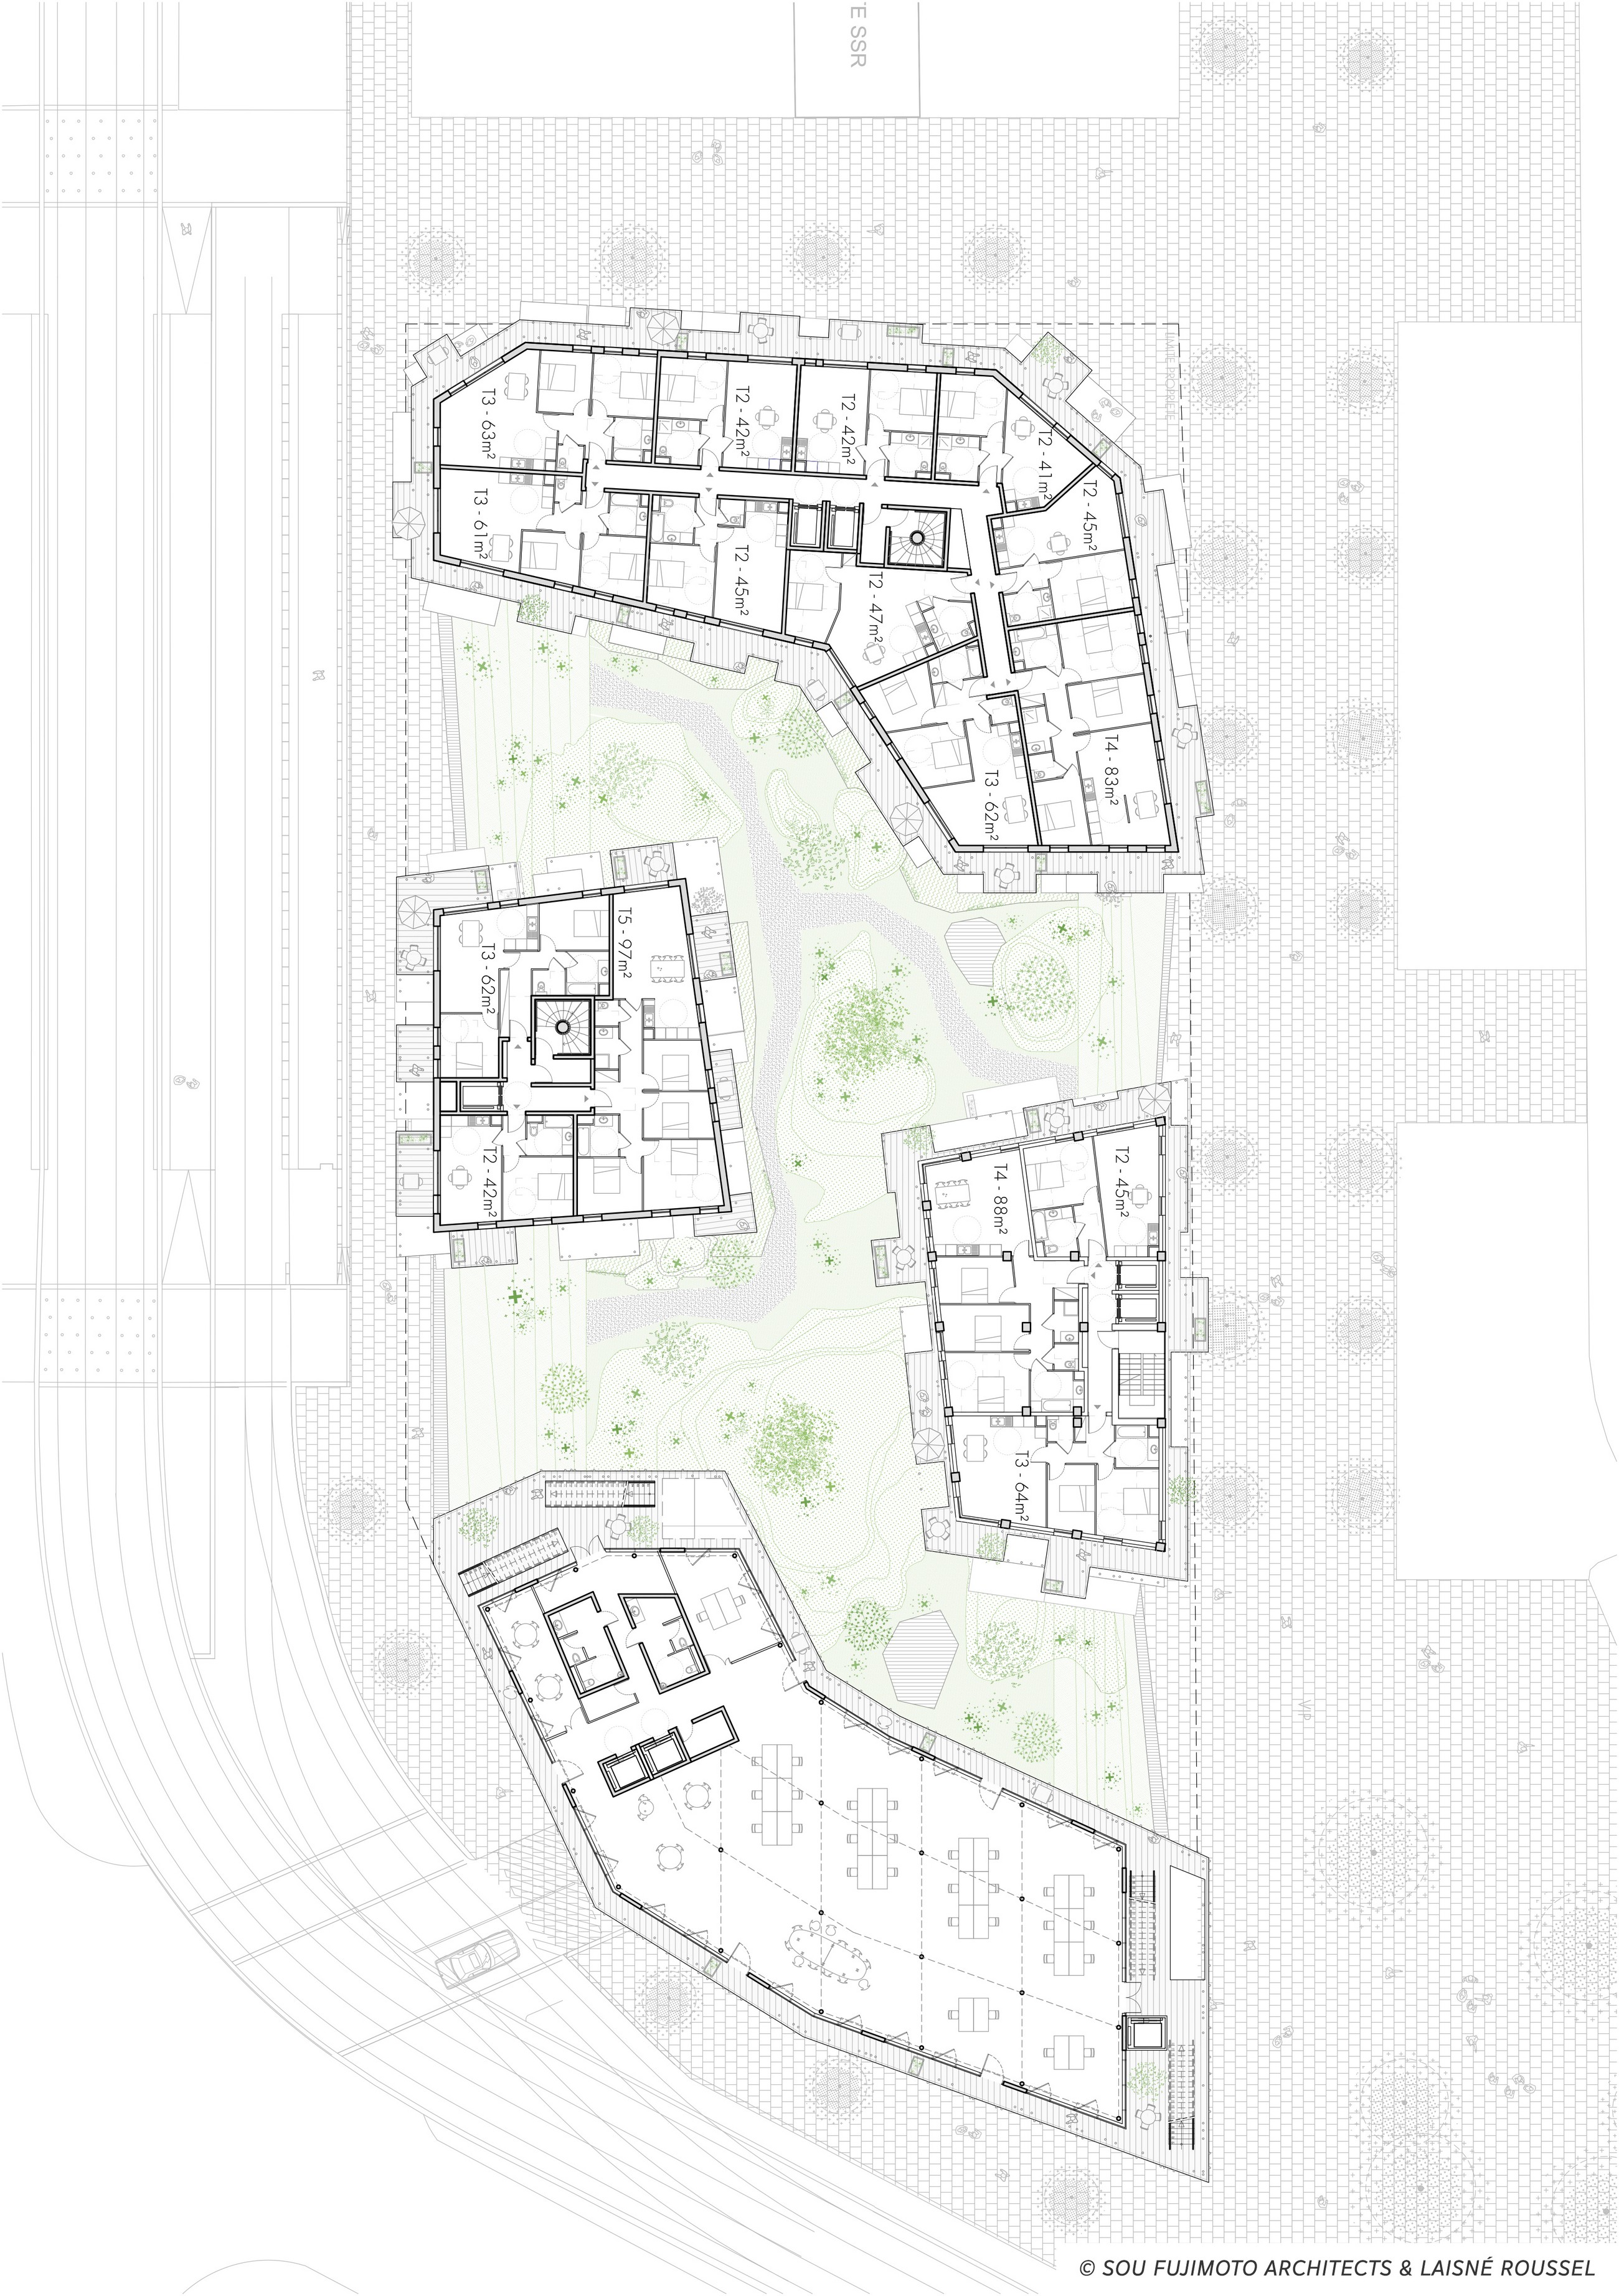 TE SSR
LIMITE PROPRIÉTÉ
T3 - 63m²
T2 - 42m²
T2 - 42m²
T2 - 41m²
T2 - 45m²
T3 - 61m²
T2 - 45m²
T2 - 47m²
T3 - 62m²
T4 - 83m²
T3 - 62m²
T5 - 97m²
T2 - 42m²
T4 - 88m²
T2 - 45m²
T3 - 64m²
VIP
© SOU FUJIMOTO ARCHITECTS & LAISNÉ ROUSSEL